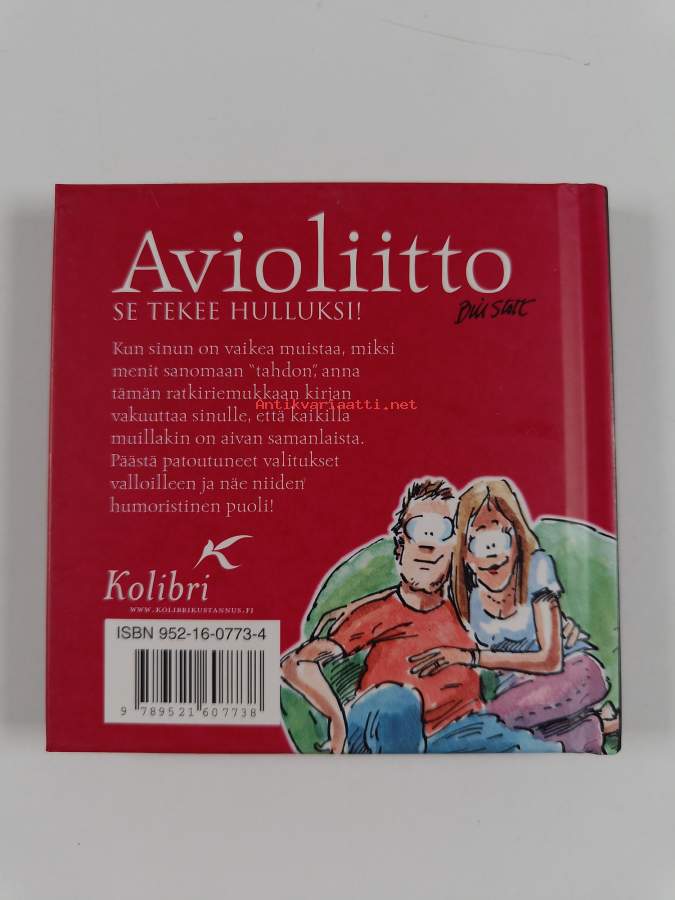 Avioliitto
SE TEKEE HULLUKSI!
Bill Stott
Kun sinun on vaikea muistaa, miksi
menit sanomaan "tahdon", anna
tämän ratkiriemukkaan kirjan
Antikvariaatti.net
vakuuttaa sinulle, että kaikilla
muillakin on aivan samanlaista.
Päästä patoutuneet valitukset
valloilleen ja näe niiden
humoristinen puoli!
Kolibri
WWW.KOLIBRIKUSTANNUS.FI
ISBN 952-16-0773-4
9 789521 607738